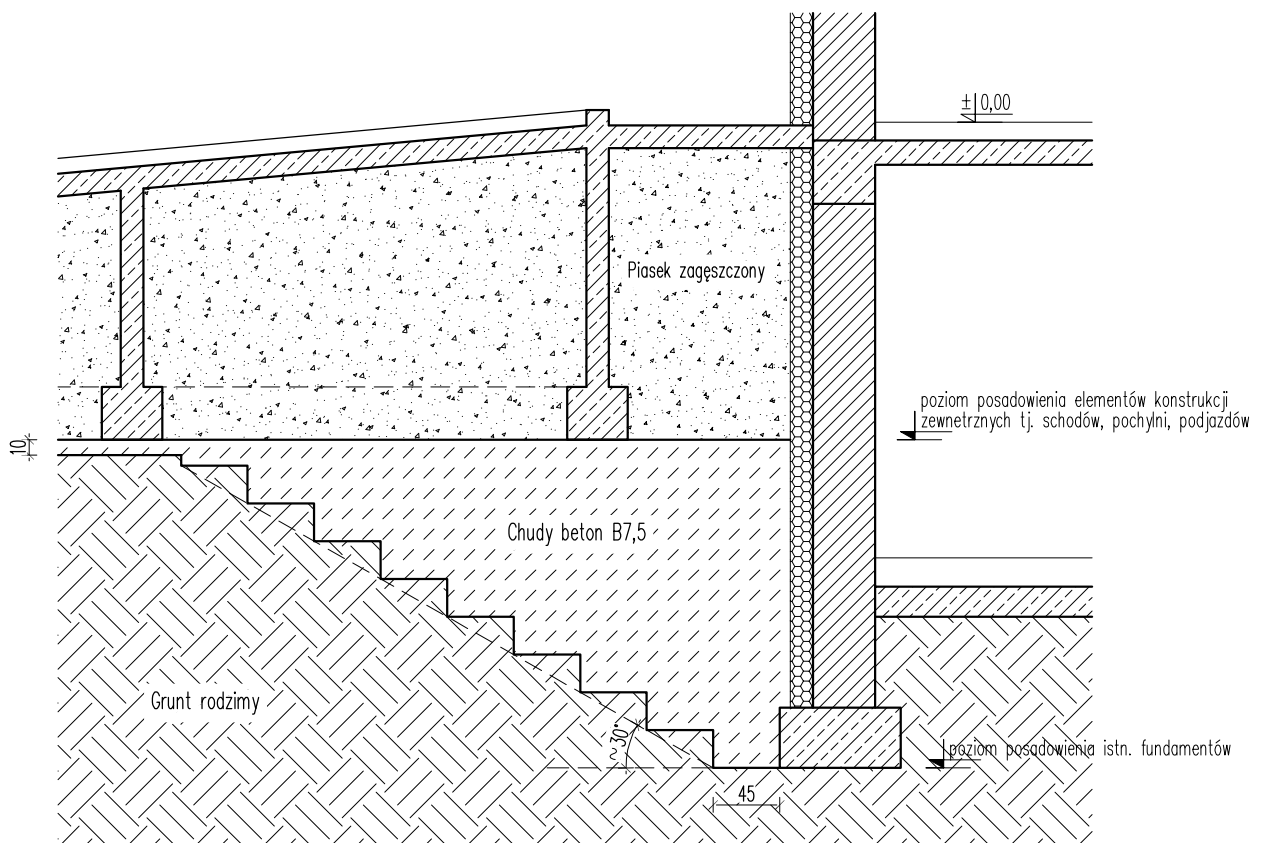 ± 0,00
Piasek zagęszczony
poziom posadowienia elementów konstrukcji
zewnetrznych tj. schodów, pochylni, podjazdów
10
Chudy beton B7,5
Grunt rodzimy
~30°
poziom posadowienia istn. fundamentów
45